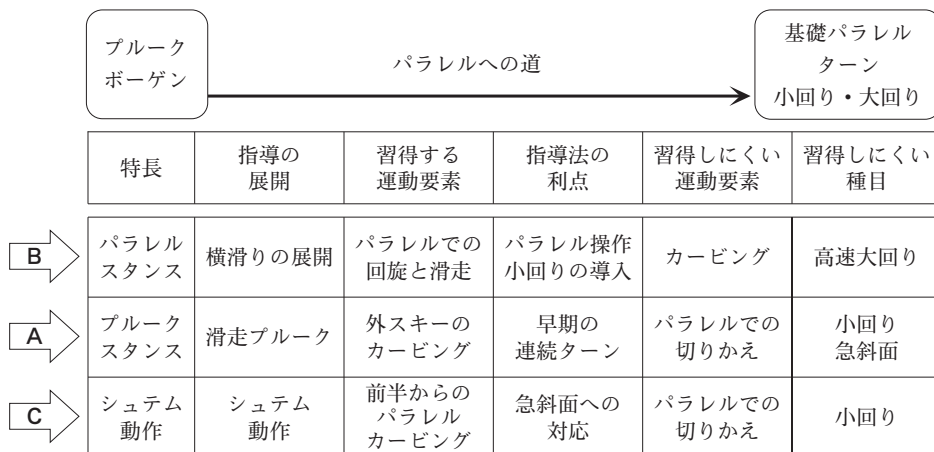 プルーク
ボーゲン
パラレルへの道
基礎パラレル
ターン
小回り・大回り
特長
指導の
展開
習得する
運動要素
指導法の
利点
習得しにくい
運動要素
習得しにくい
種目
B
パラレル
スタンス
横滑りの展開
パラレルでの
回旋と滑走
パラレル操作
小回りの導入
カービング
高速大回り
A
プルーク
スタンス
滑走プルーク
外スキーの
カービング
早期の
連続ターン
パラレルでの
切りかえ
小回り
急斜面
C
シュテム
動作
シュテム
動作
前半からの
パラレル
カービング
急斜面への
対応
パラレルでの
切りかえ
小回り